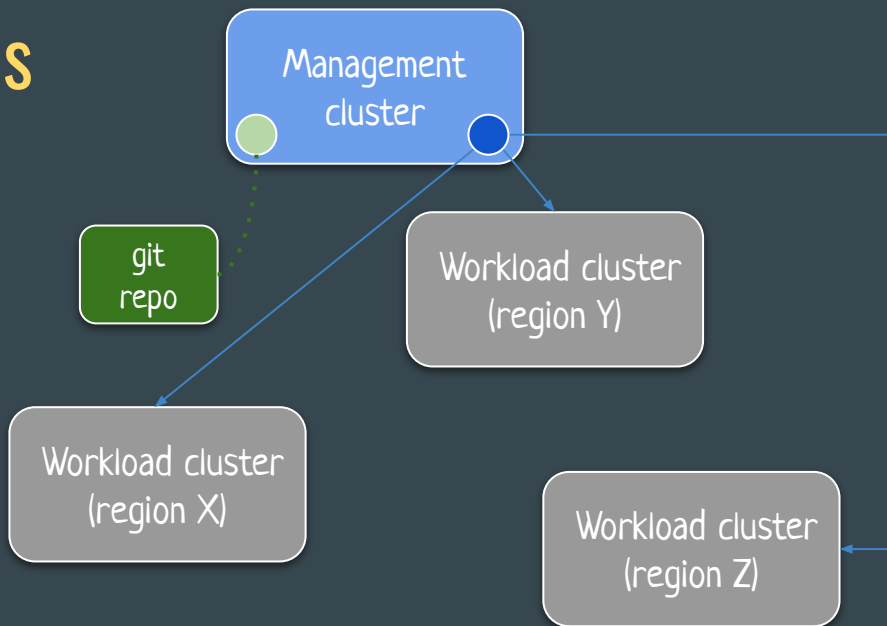 s
Management
cluster
git
repo
Workload cluster
(region Y)
Workload cluster
(region X)
Workload cluster
(region Z)